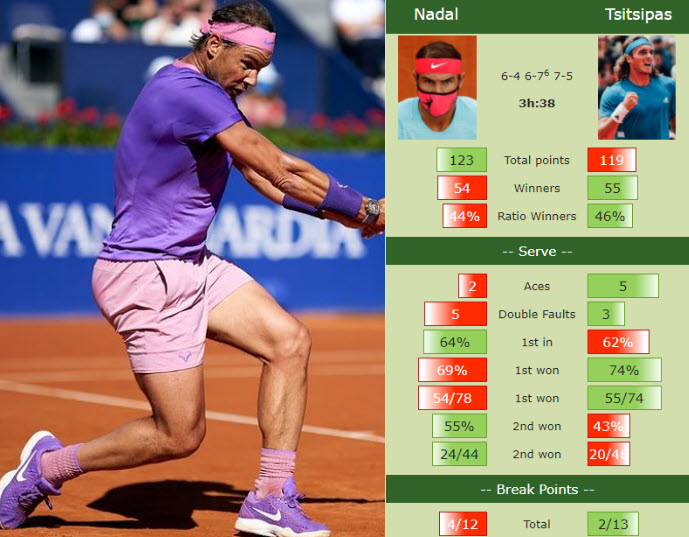 A VANGUARDIA
Nadal Tsitsipas
6-4 6-7⁶ 7-5
3h:38
123 Total points 119
54 Winners 55
44% Ratio Winners 46%
-- Serve --
2 Aces 5
5 Double Faults 3
64% 1st in 62%
69% 1st won 74%
54/78 1st won 55/74
55% 2nd won 43%
24/44 2nd won 20/46
-- Break Points --
4/12 Total 2/13